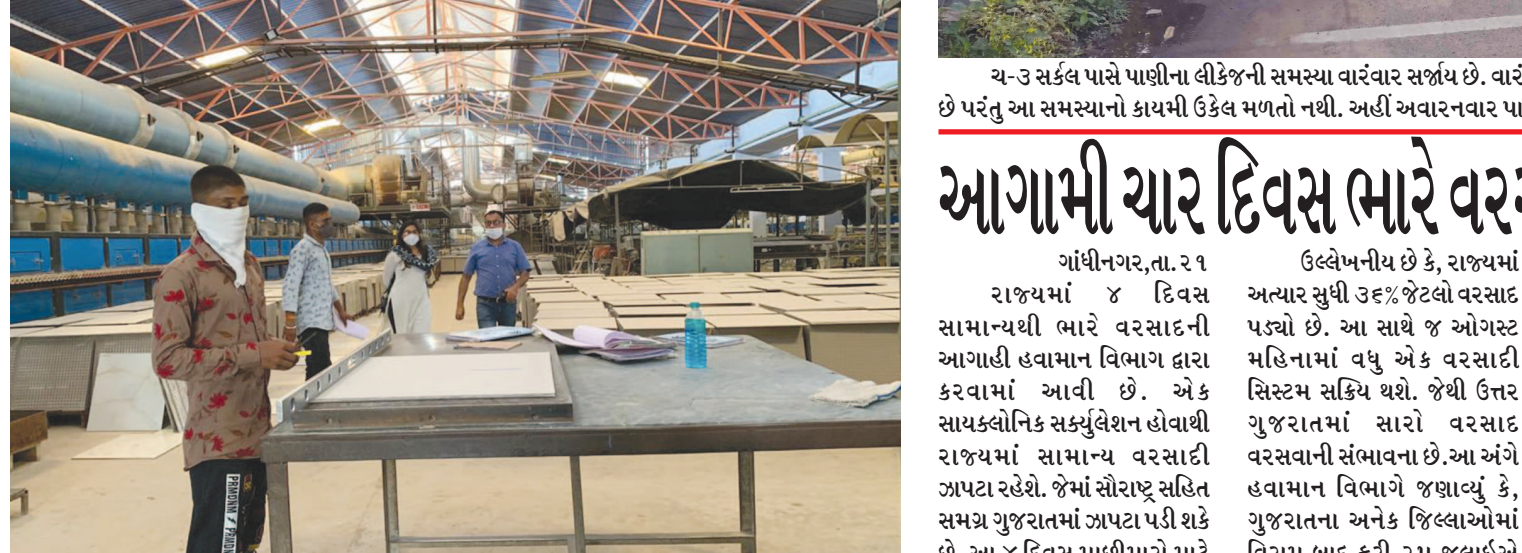 PRMDNM
PRMDNM
ચ-૩ સર્કલ પાસે પાણીના લીકેજની સમસ્યા વારંવાર સર્જાય છે.
છે પરંતુ આ સમસ્યાનો કાયમી ઉકેલ મળતો નથી. અહીં અવારનવાર
આગામી ચાર દિવસ ભારે
ગાંધીનગર,તા.૨૧
રાજ્યમાં ૪ દિવસ
સામાન્યથી ભારે વરસાદની
આગાહી હવામાન વિભાગ દ્વારા
કરવામાં આવી છે. એક
સાયક્લોનિક સર્ક્યુલેશન હોવાથી
રાજ્યમાં સામાન્ય વરસાદી
ઝાપટા રહેશે. જેમાં સૌરાષ્ટ્ર સહિત
સમગ્ર ગુજરાતમાં ઝાપટા પડી શકે
ઉલ્લેખનીય છે કે, રાજ્યમાં
અત્યાર સુધી ૩૬% જેટલો વરસાદ
પડ્યો છે. આ સાથે જ ઓગસ્ટ
મહિનામાં વધુ એક વરસાદી
સિસ્ટમ સક્રિય થશે. જેથી ઉત્તર
ગુજરાતમાં સારો વરસાદ
વરસવાની સંભાવના છે.આ અંગે
હવામાન વિભાગે જણાવ્યું કે,
ગુજરાતના અનેક જિલ્લાઓમાં